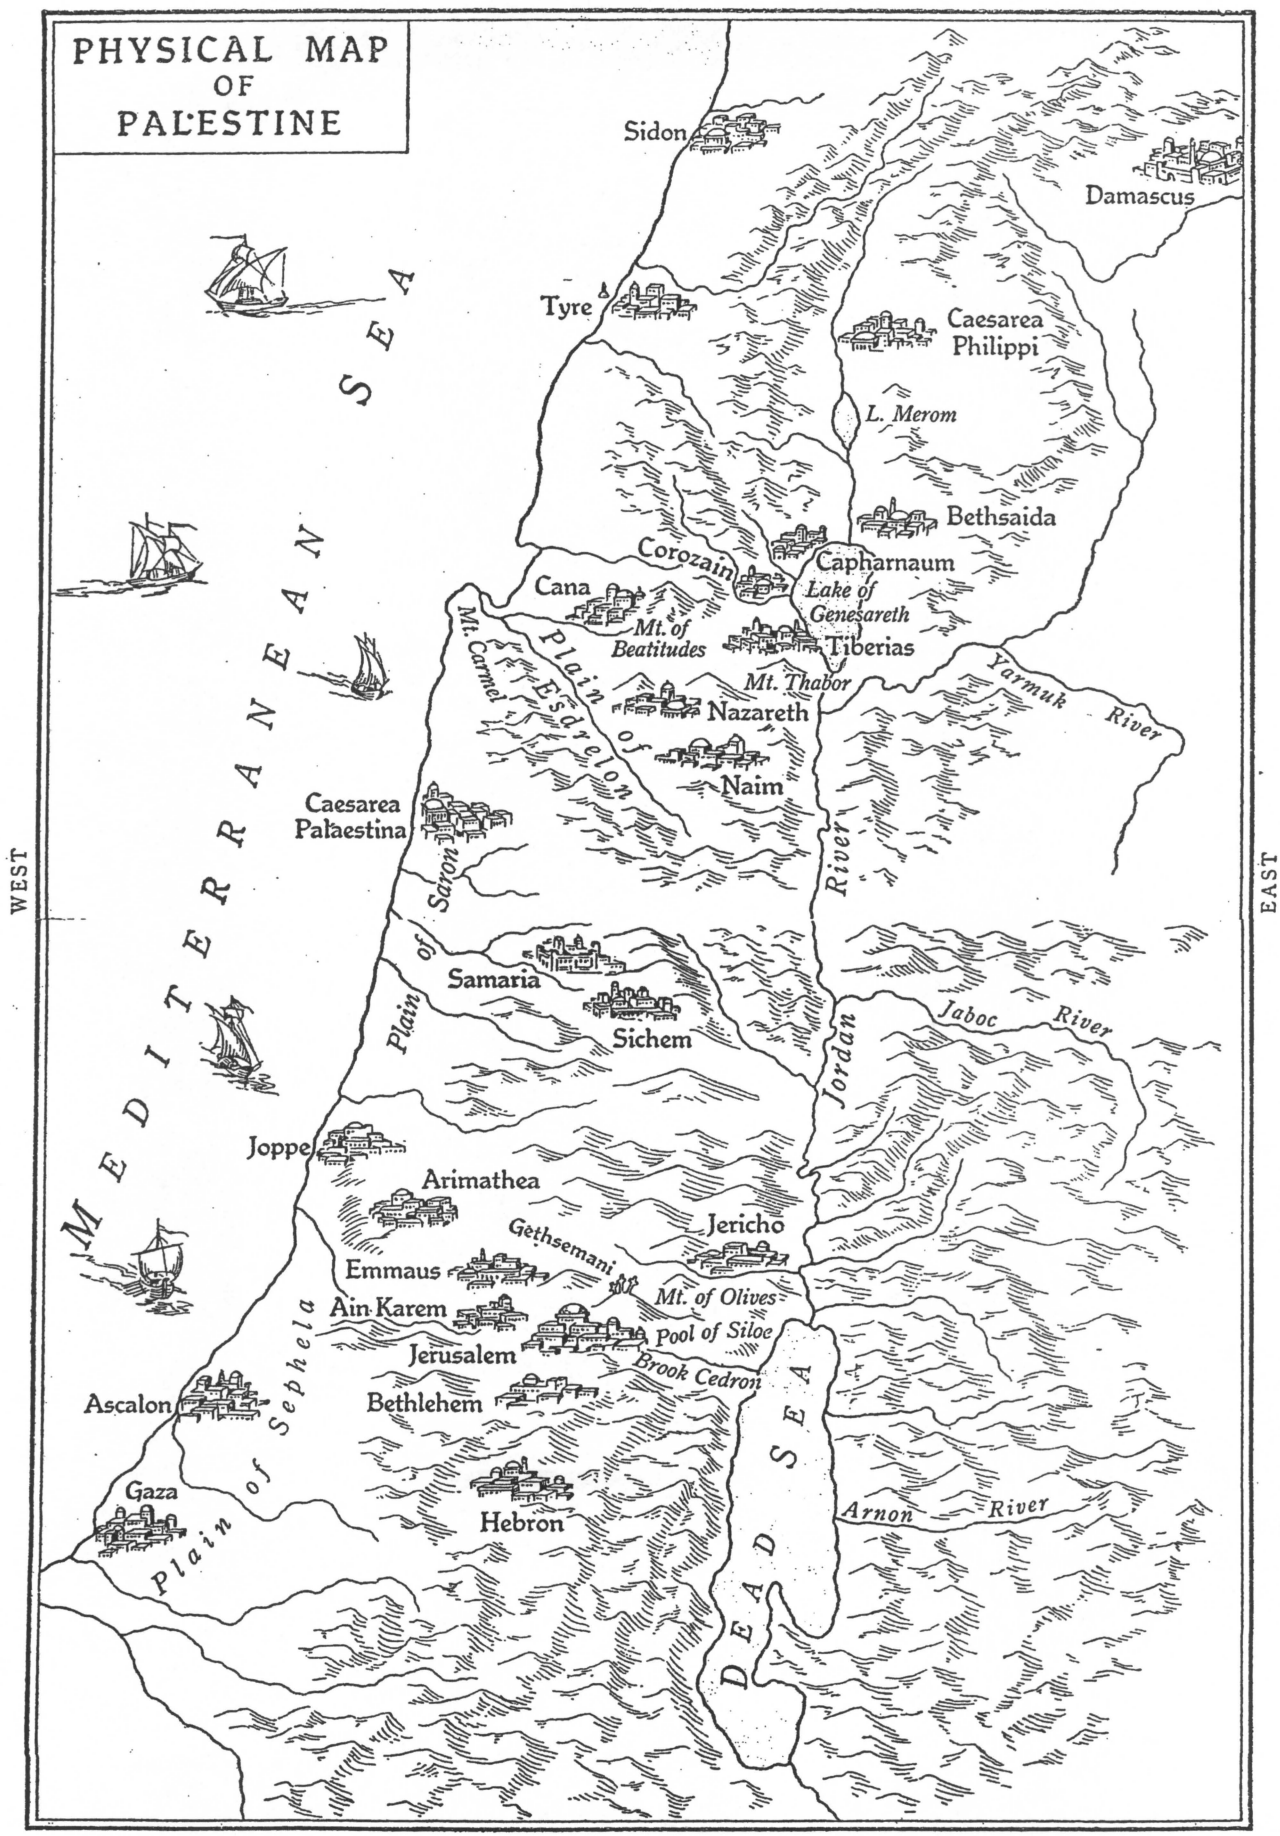 PHYSICAL MAP
OF
PALESTINE
Sidon
Damascus
Tyre
Caesarea
Philippi
L. Merom
Bethsaida
Corozain
Capharnaum
Cana
Lake of
Genesareth
Mt. of
Beatitudes
Tiberias
Mt. Carmel
Plain of
Esdrelon
Mt. Thabor
Nazareth
Yarmuk River
Naim
Caesarea
Palaestina
MEDITERRANEAN SEA
WEST
EAST
Plain of Saron
Samaria
Sichem
Jordan River
Jaboc River
Joppe
Arimathea
Gethsemani
Jericho
Emmaus
Mt. of Olives
Ain Karem
Pool of Siloe
Jerusalem
Brook Cedron
Bethlehem
Ascalon
Plain of Sephela
Gaza
Hebron
DEAD SEA
Arnon River